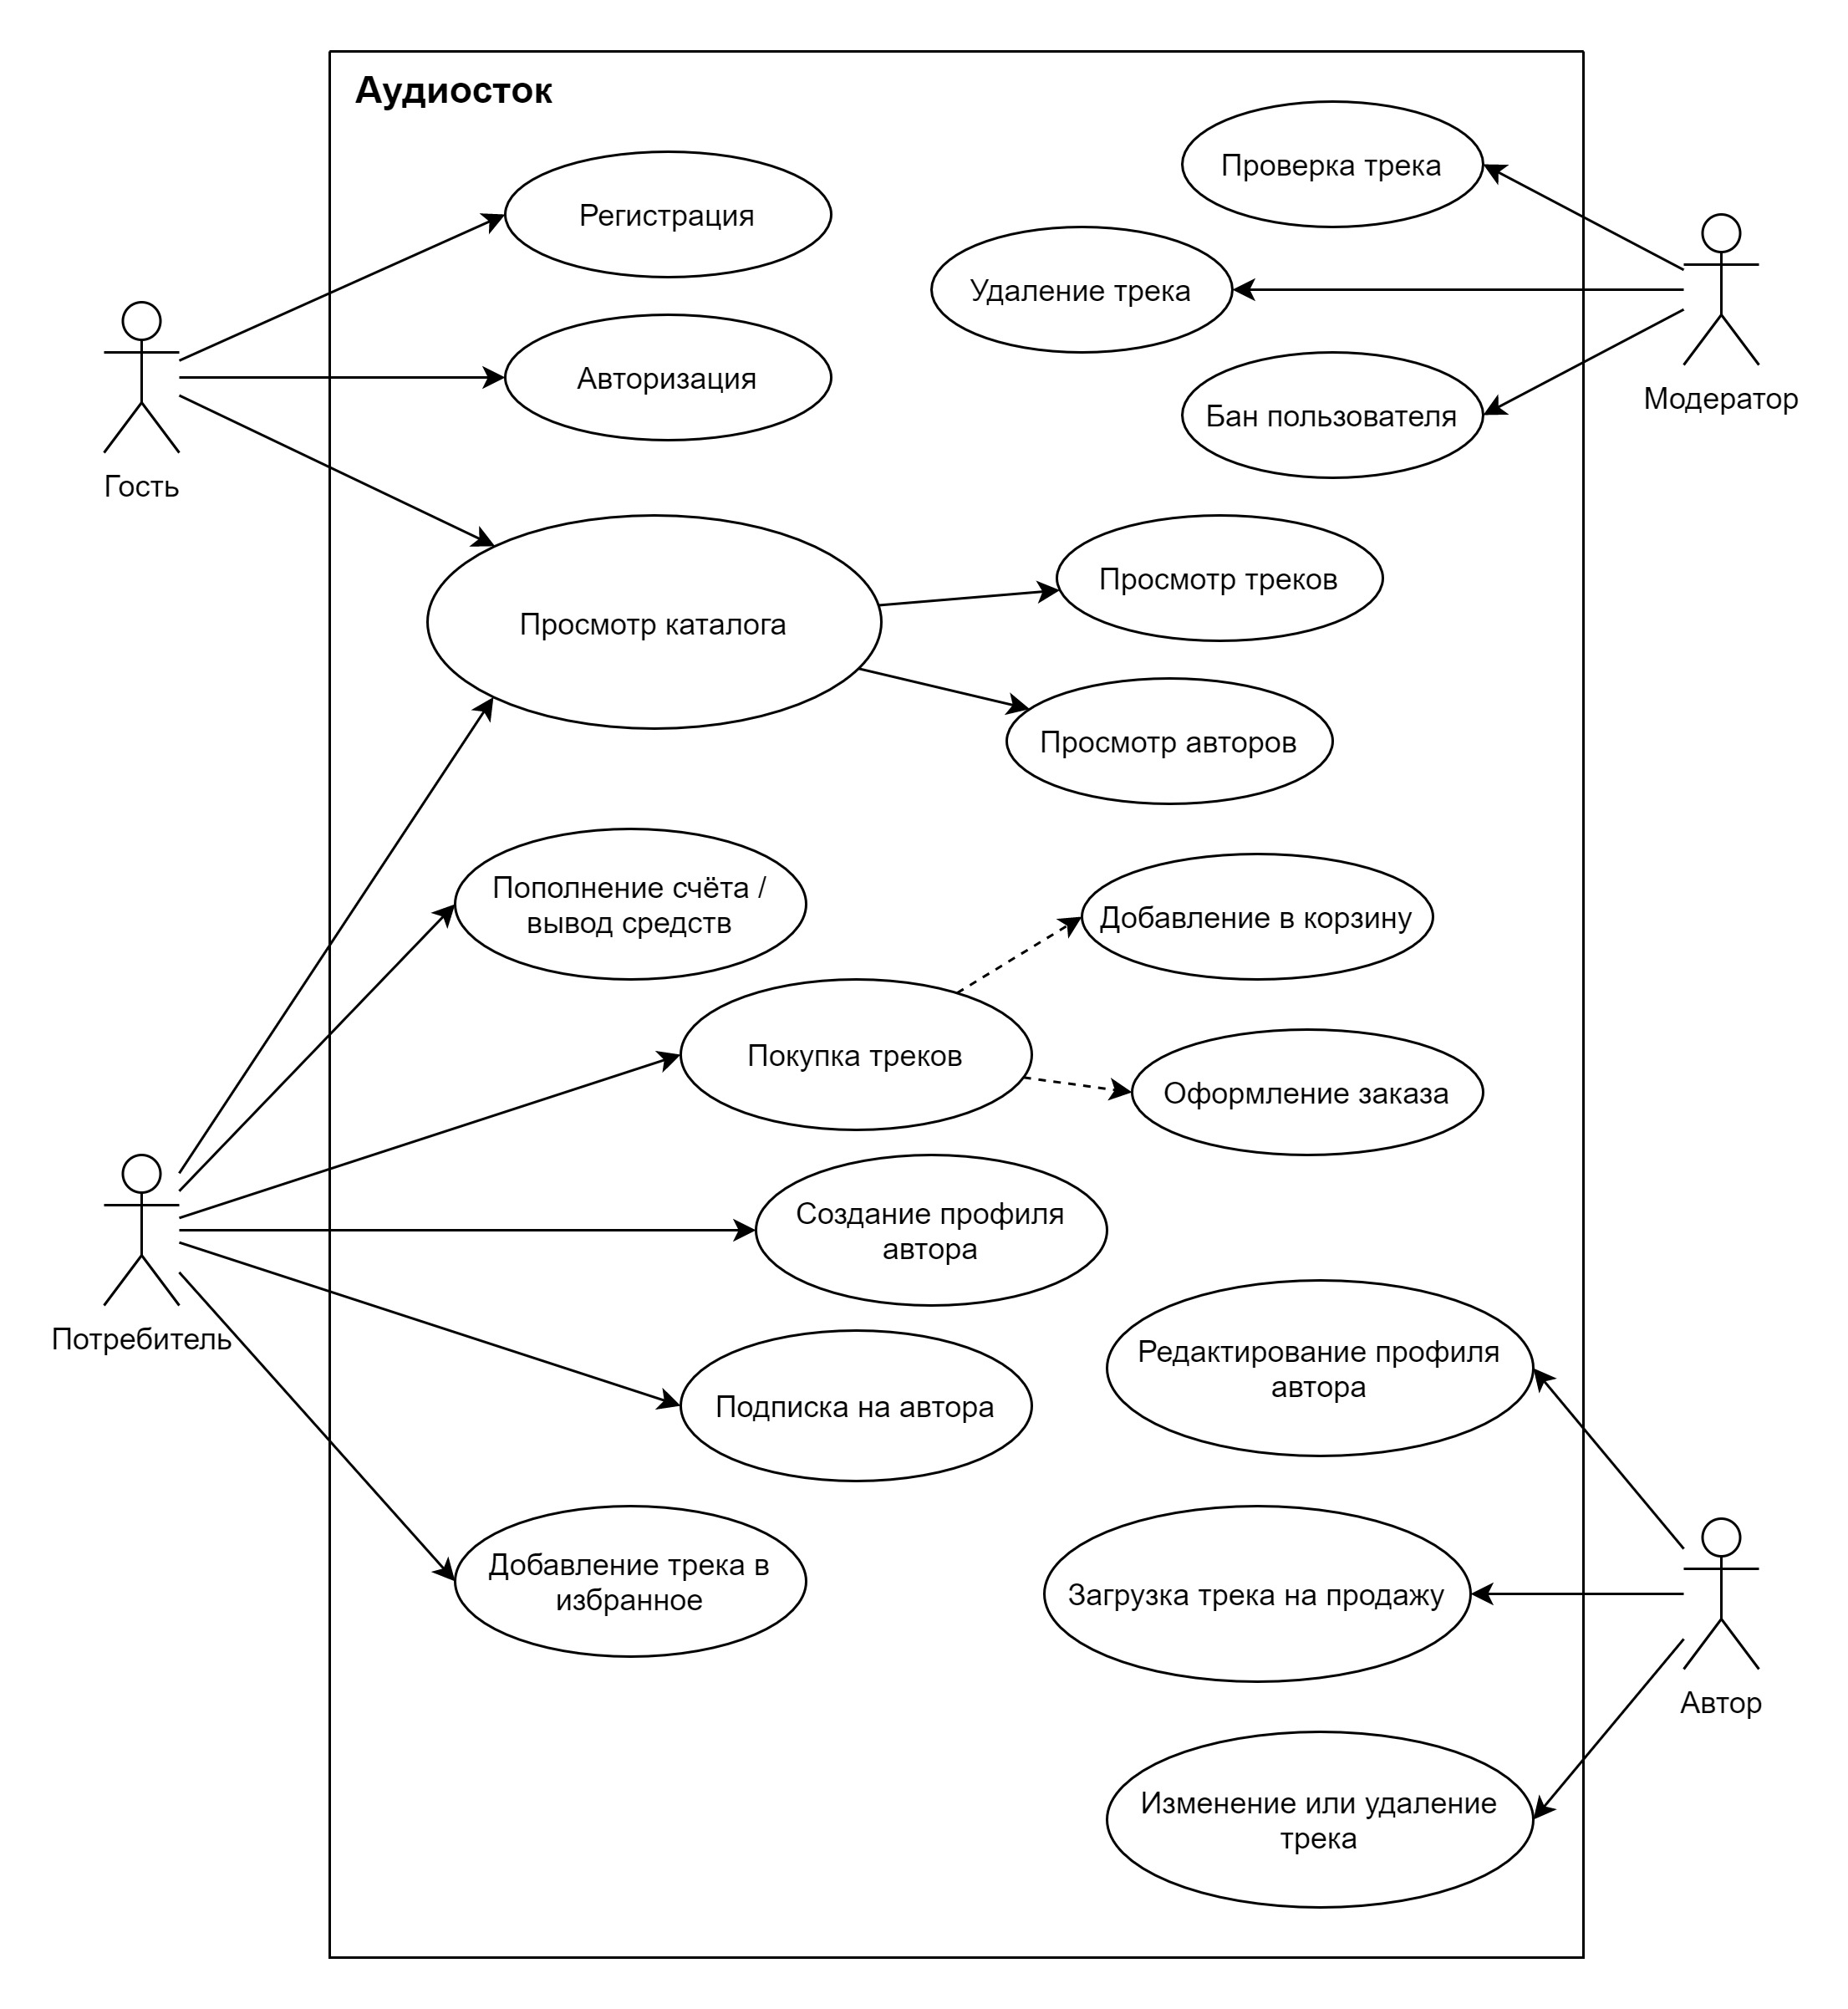 Аудиосток
Проверка трека
Регистрация
Удаление трека
Авторизация
Модератор
Бан пользователя
Гость
Просмотр треков
Просмотр каталога
Просмотр авторов
Пополнение счёта /
вывод средств
Добавление в корзину
Покупка треков
Оформление заказа
Создание профиля
автора
Потребитель
Редактирование профиля
автора
Подписка на автора
Добавление трека в
избранное
Загрузка трека на продажу
Автор
Изменение или удаление
трека